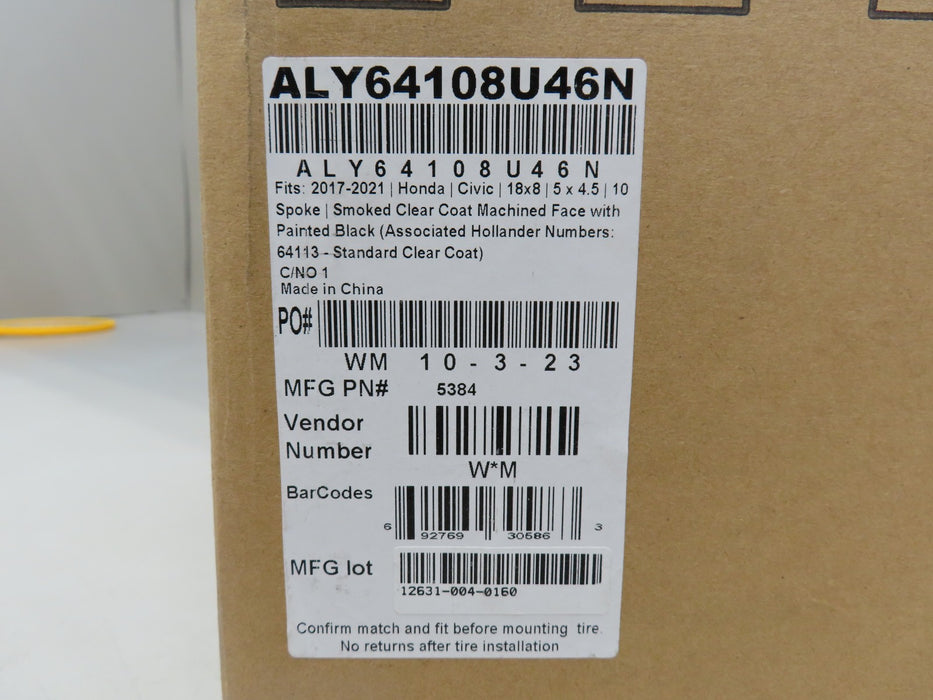 ALY64108U46N
ALY64108U46N
Fits: 2017-2021 | Honda | Civic | 18x8 | 5 x 4.5 | 10
Spoke | Smoked Clear Coat Machined Face with
Painted Black (Associated Hollander Numbers:
64113 - Standard Clear Coat)
C/NO 1
Made in China
PO#
WM 10-3-23
MFG PN# 5384
Vendor
Number
W*M
BarCodes
6 92769 30586 3
MFG lot
12631-004-0160
Confirm match and fit before mounting tire.
No returns after tire installation